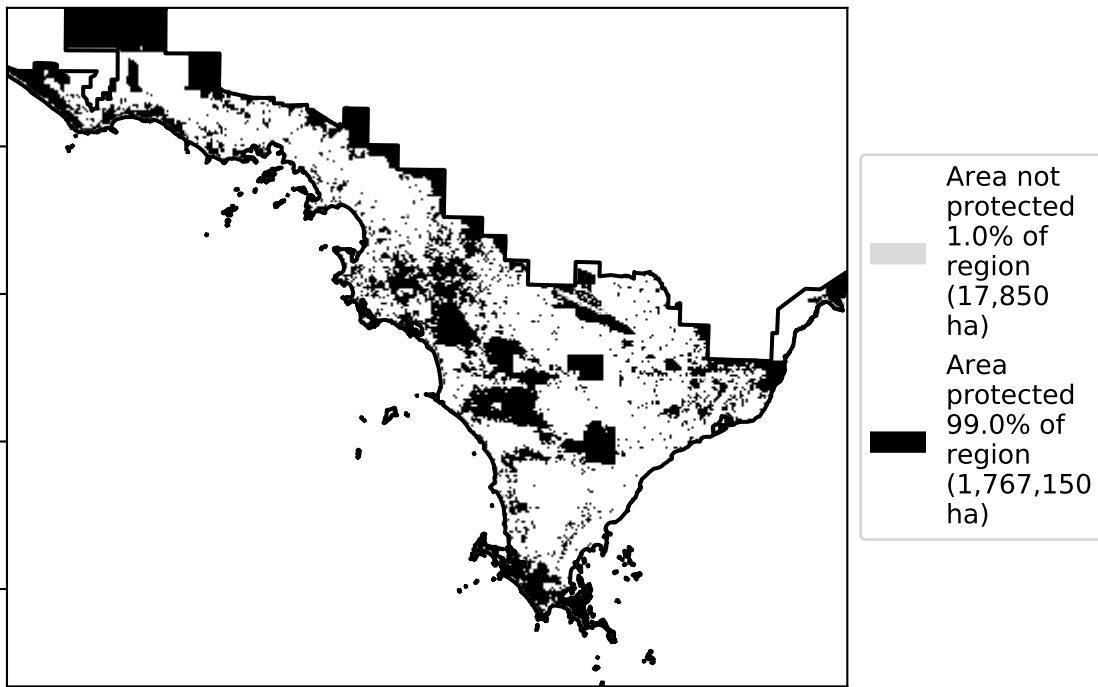 Area not
protected
1.0% of
region
(17,850
ha)
Area
protected
99.0% of
region
(1,767,150
ha)